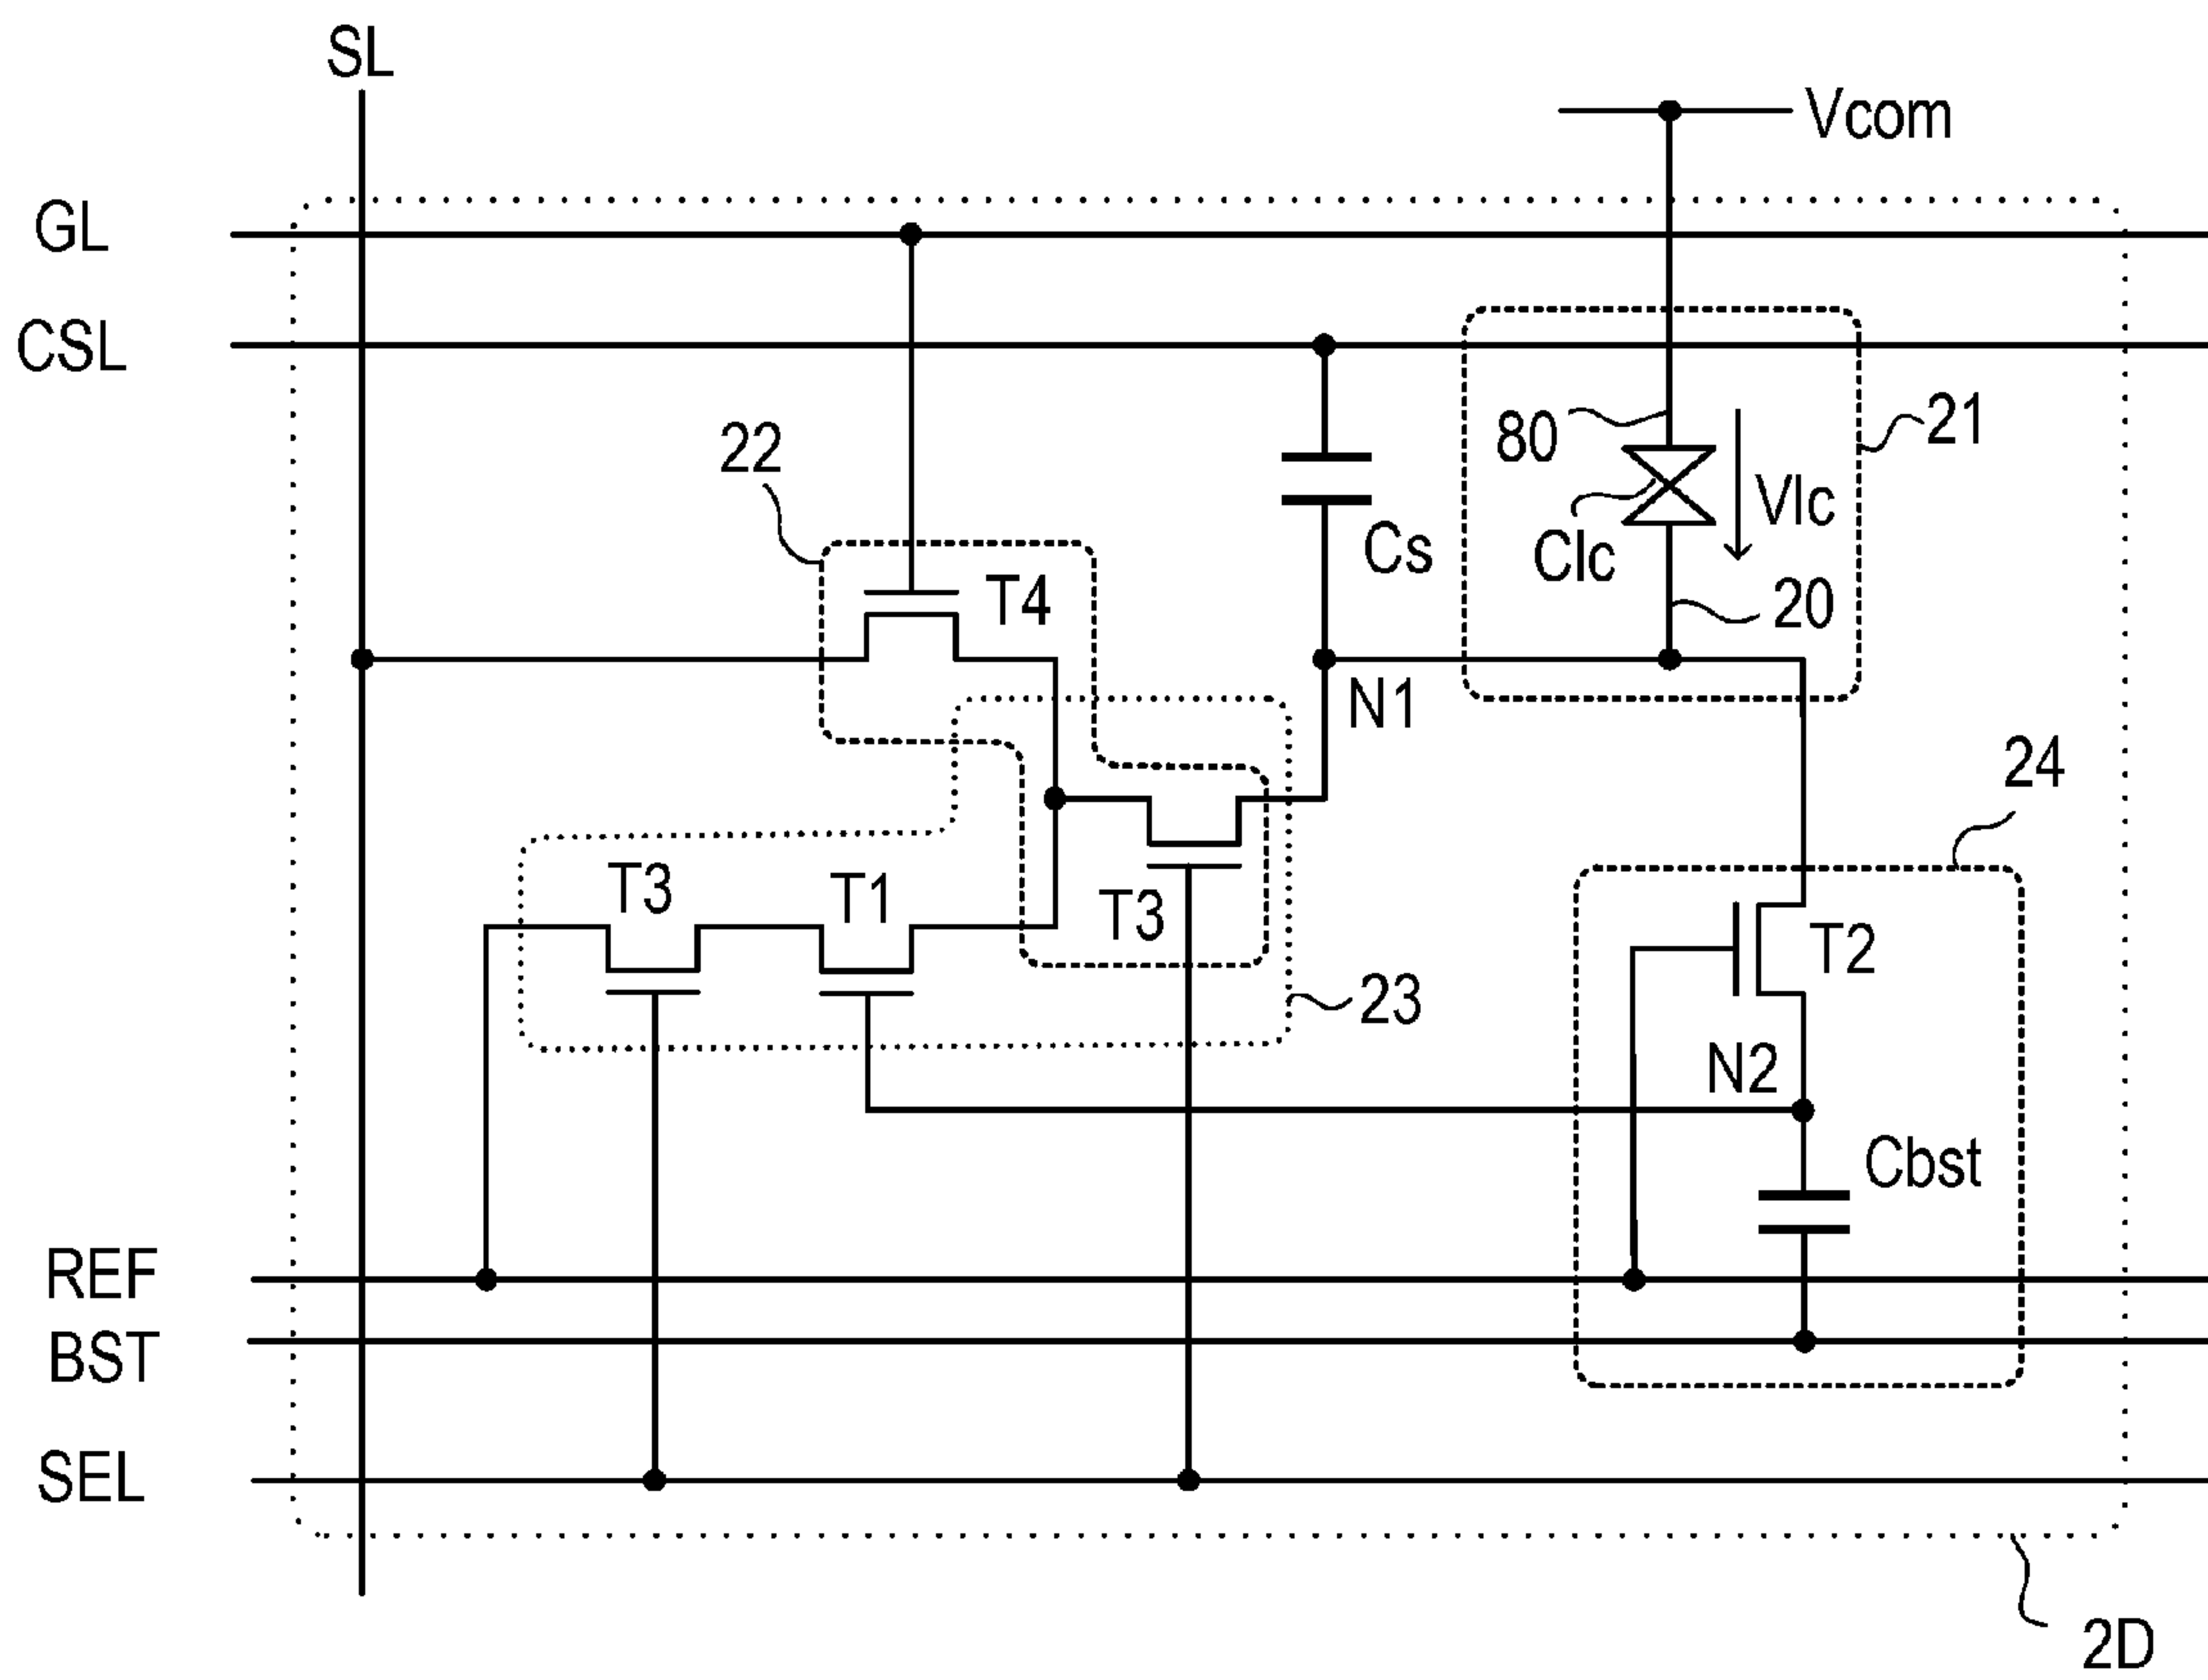 SL
Vcom
GL
CSL
22
80
21
Vlc
Clc
Cs
20
T4
N1
24
T3
T1
T3
T2
23
N2
Cbst
REF
BST
SEL
2D